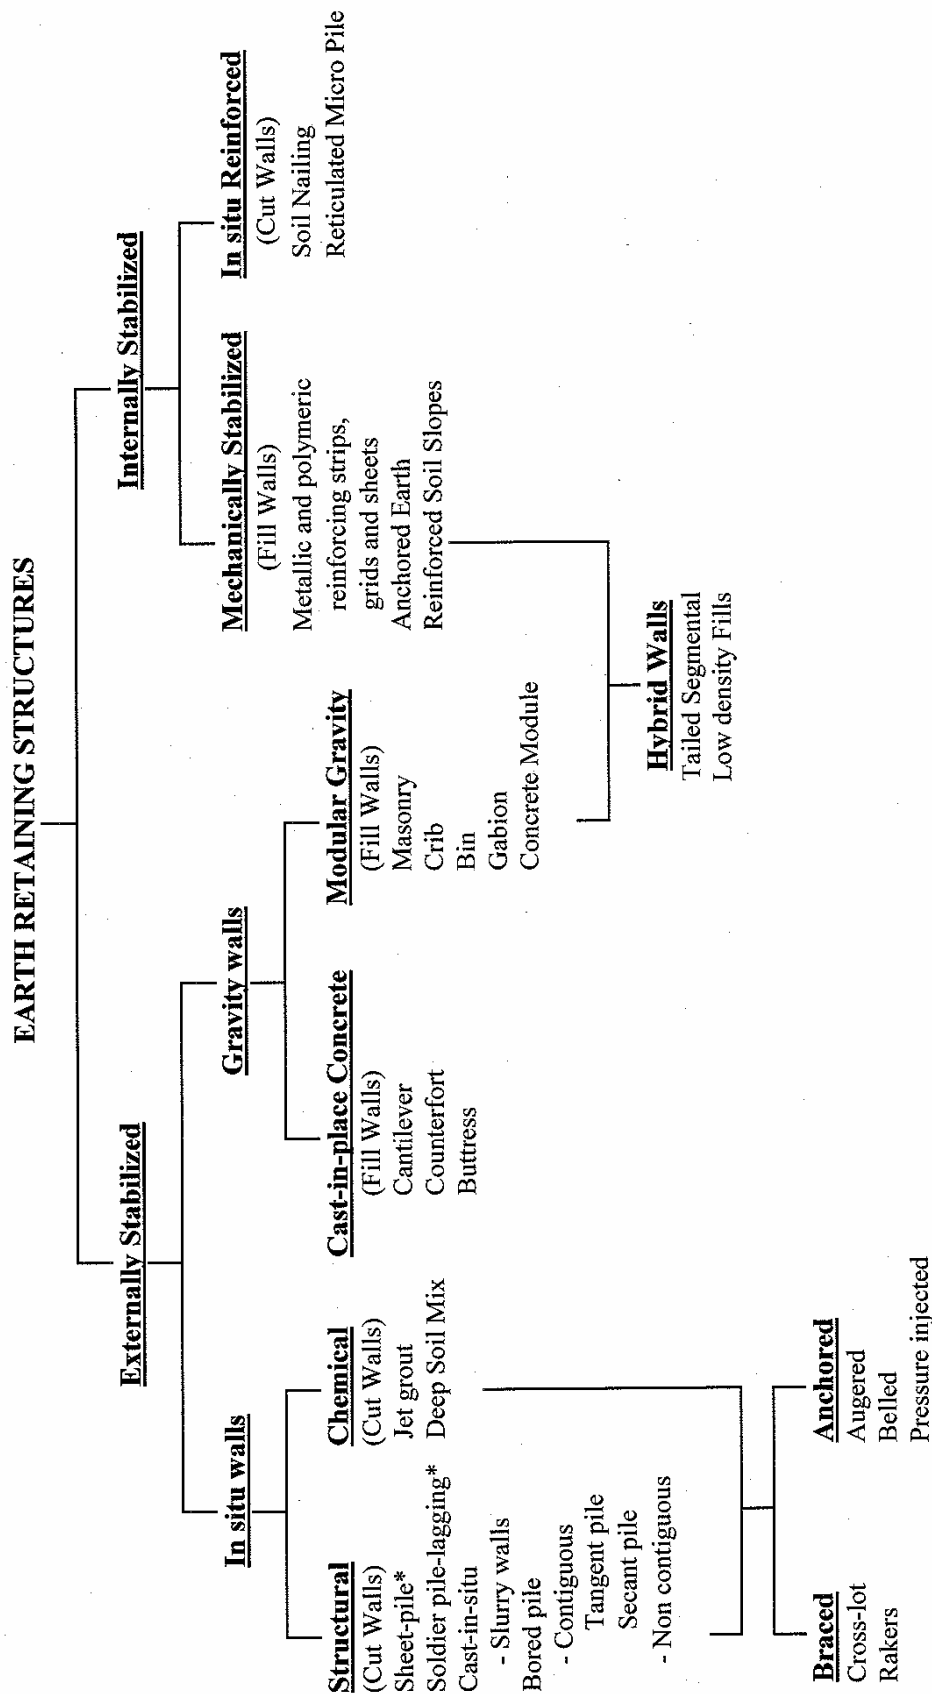 EARTH RETAINING STRUCTURES
Externally Stabilized
Internally Stabilized
In situ walls
Gravity walls
Mechanically Stabilized
(Fill Walls)
Metallic and polymeric
reinforcing strips,
grids and sheets
Anchored Earth
Reinforced Soil Slopes
In situ Reinforced
(Cut Walls)
Soil Nailing
Reticulated Micro Pile
Structural
(Cut Walls)
Sheet-pile*
Soldier pile-lagging*
Cast-in-situ
- Slurry walls
Bored pile
- Contiguous
Tangent pile
Secant pile
- Non contiguous
Chemical
(Cut Walls)
Jet grout
Deep Soil Mix
Cast-in-place Concrete
(Fill Walls)
Cantilever
Counterfort
Buttress
Modular Gravity
(Fill Walls)
Masonry
Crib
Bin
Gabion
Concrete Module
Hybrid Walls
Tailed Segmental
Low density Fills
Braced
Cross-lot
Rakers
Anchored
Augered
Belled
Pressure injected